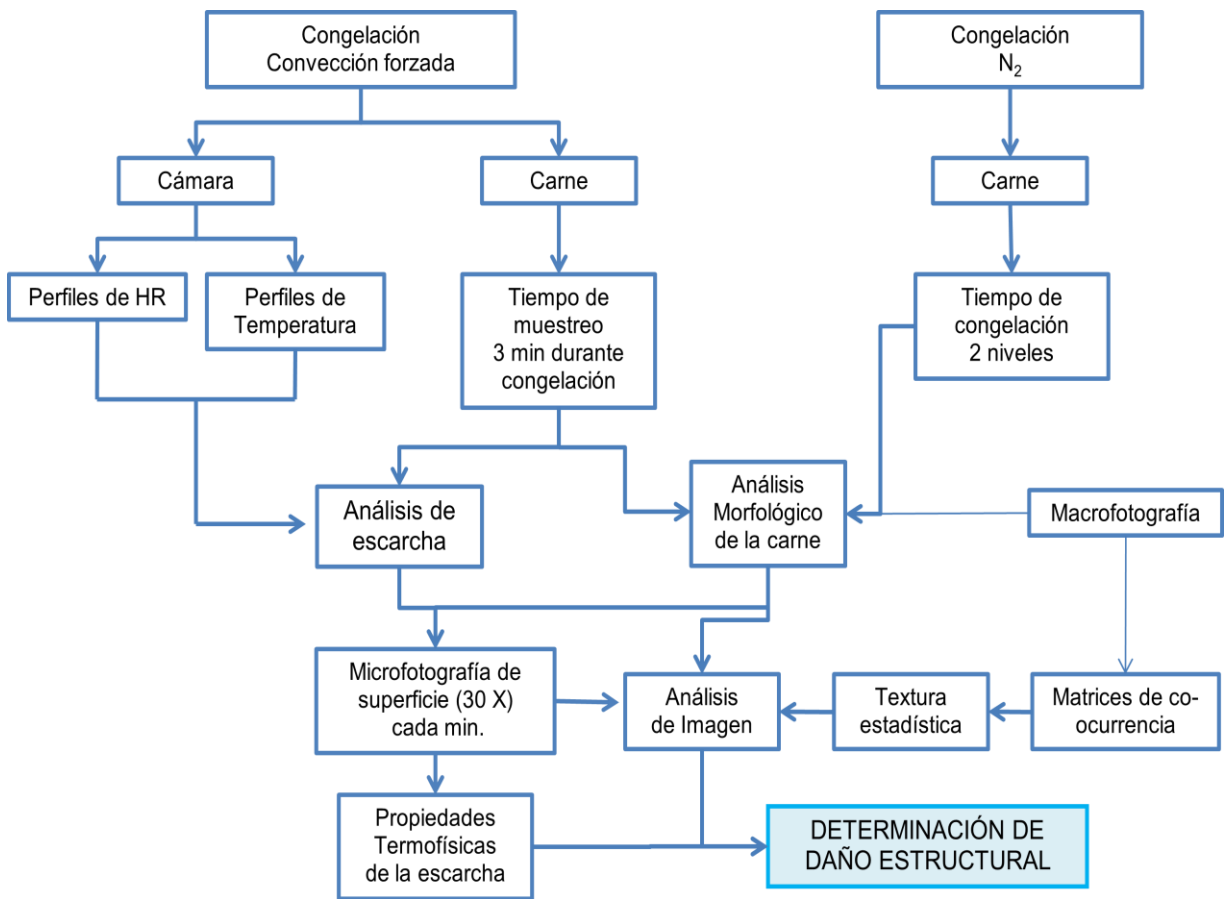 Congelación
Convección forzada
Congelación
N₂
Cámara
Carne
Carne
Perfiles de HR
Perfiles de
Temperatura
Tiempo de
muestreo
3 min durante
congelación
Tiempo de
congelación
2 niveles
Análisis de
escarcha
Análisis
Morfológico
de la carne
Macrofotografía
Microfotografía de
superficie (30 X)
cada min.
Análisis
de Imagen
Textura
estadística
Matrices de co-
ocurrencia
Propiedades
Termofísicas
de la escarcha
DETERMINACIÓN DE
DAÑO ESTRUCTURAL